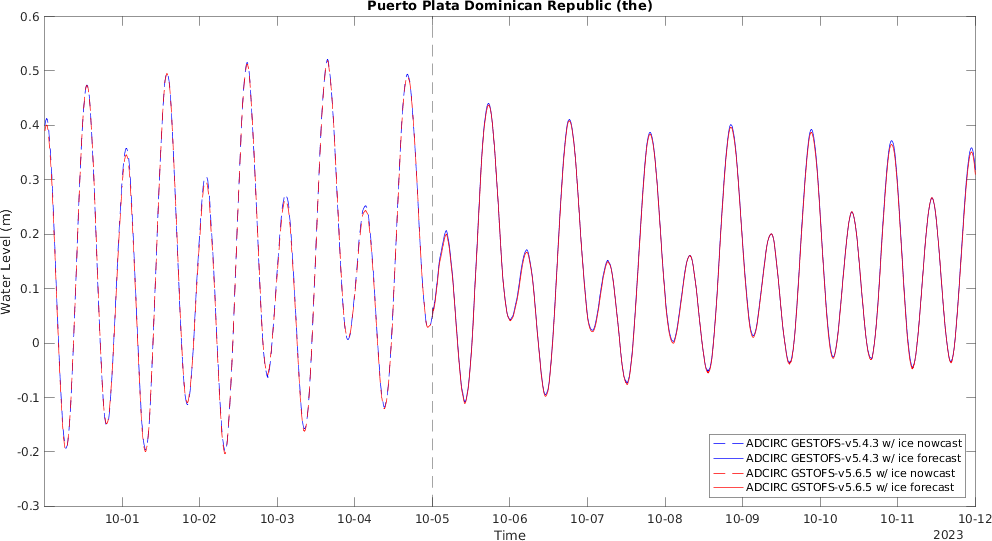 Puerto Plata Dominican Republic (the)
0.6
0.5
0.4
0.3
0.2
0.1
0
-0.1
-0.2
-0.3
Water Level (m)
ADCIRC GESTOFS-v5.4.3 w/ ice nowcast
ADCIRC GESTOFS-v5.4.3 w/ ice forecast
ADCIRC GSTOFS-v5.6.5 w/ ice nowcast
ADCIRC GSTOFS-v5.6.5 w/ ice forecast
10-01 10-02 10-03 10-04 10-05 10-06 10-07 10-08 10-09 10-10 10-11 10-12
Time
2023